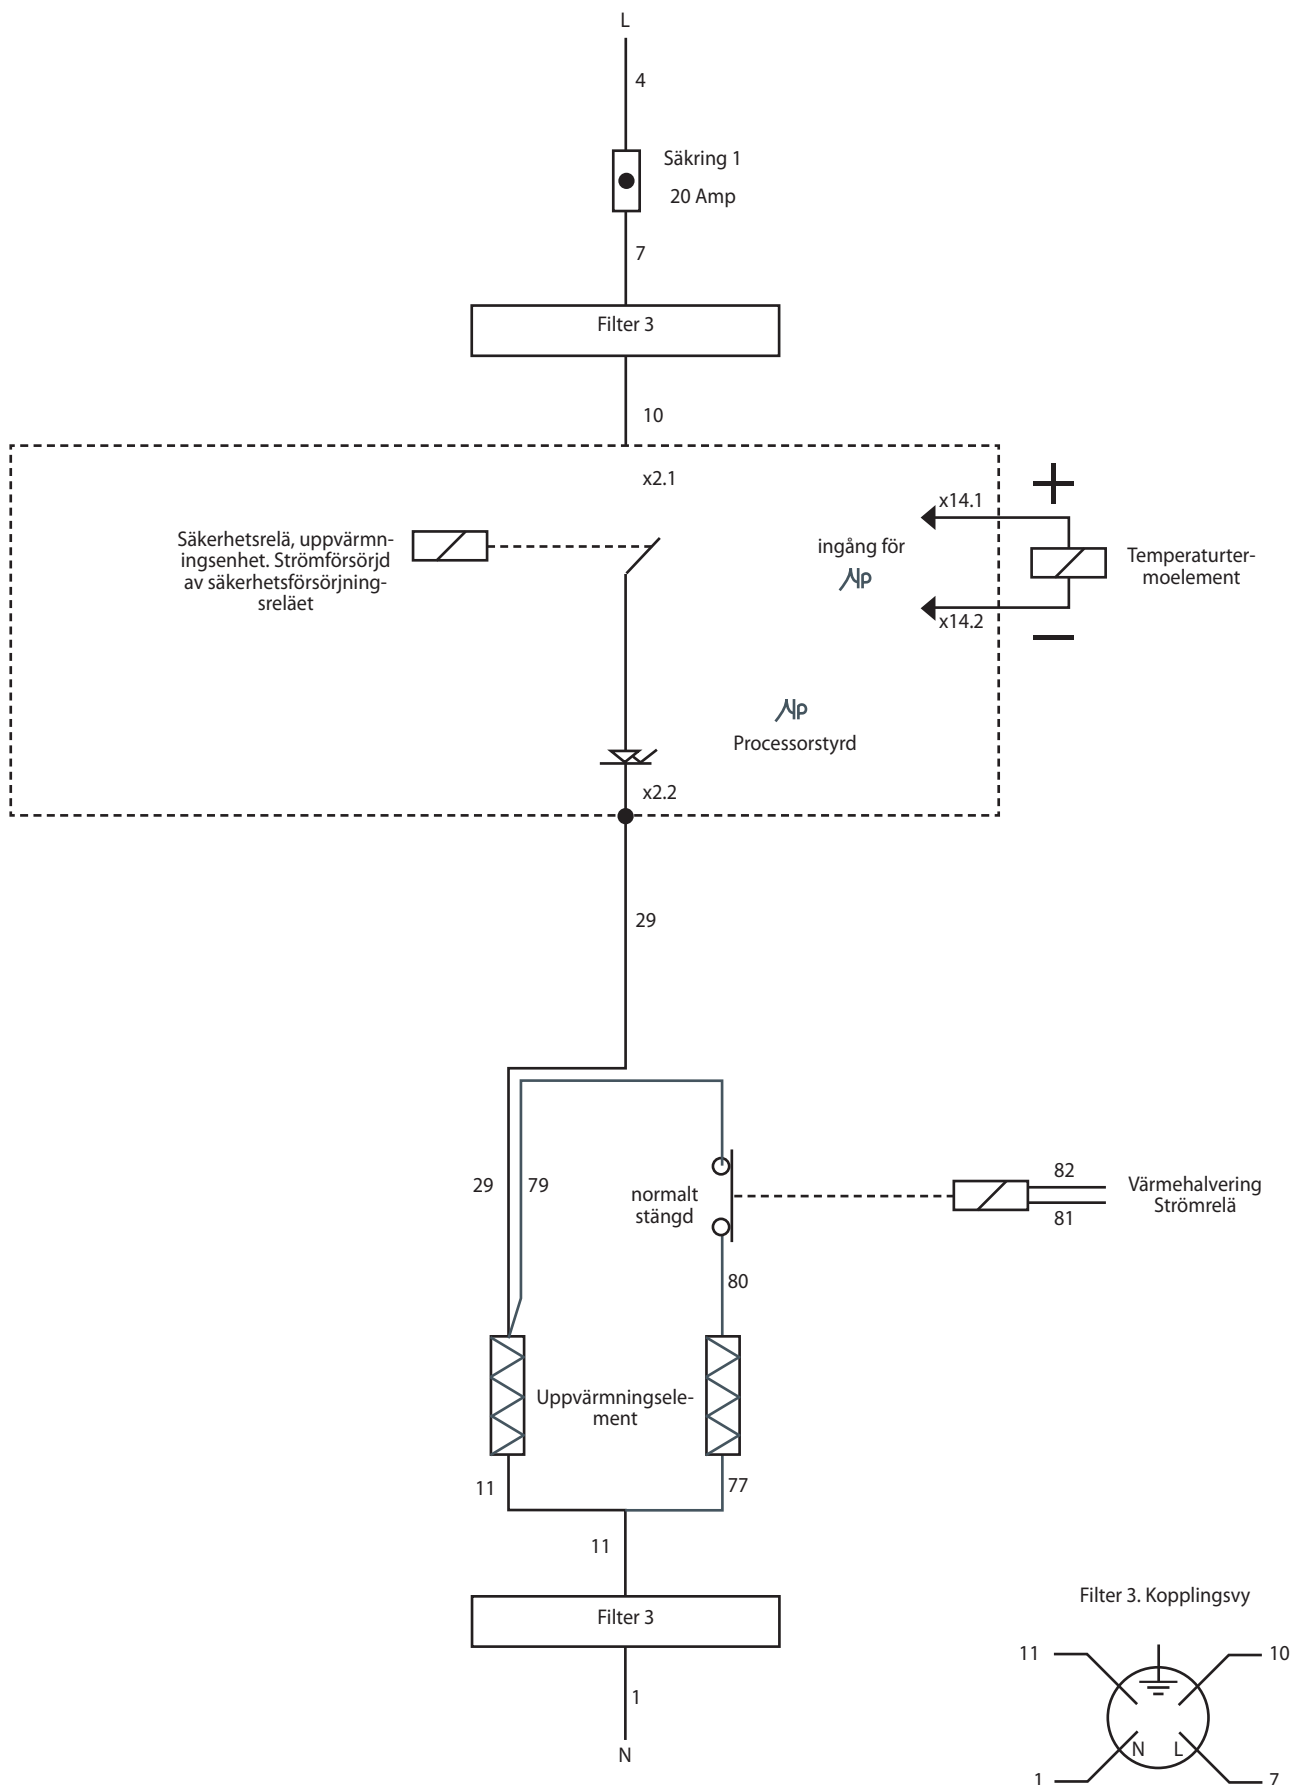 L
4
Säkring 1
20 Amp
7
Filter 3
10
x2.1
x14.1
Säkerhetsrelä, uppvärmn-
ingsenhet. Strömförsörjd
av säkerhetsförsörjning-
sreläet
ingång för
Temperaturter-
moelement
x14.2
Processorstyrd
x2.2
29
29
79
normalt
stängd
82
81
Värmehalvering
Strömrelä
80
Uppvärmningsele-
ment
11
77
11
Filter 3
1
N
Filter 3. Kopplingsvy
11
10
N
L
1
7